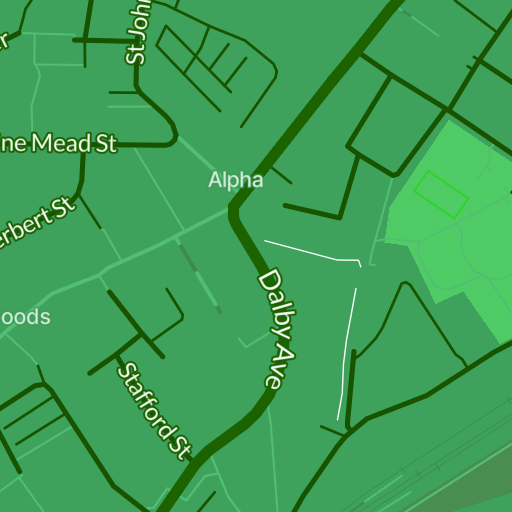 St John
ne Mead St
Alpha
erbert St
oods
Dalby Ave
Stafford St